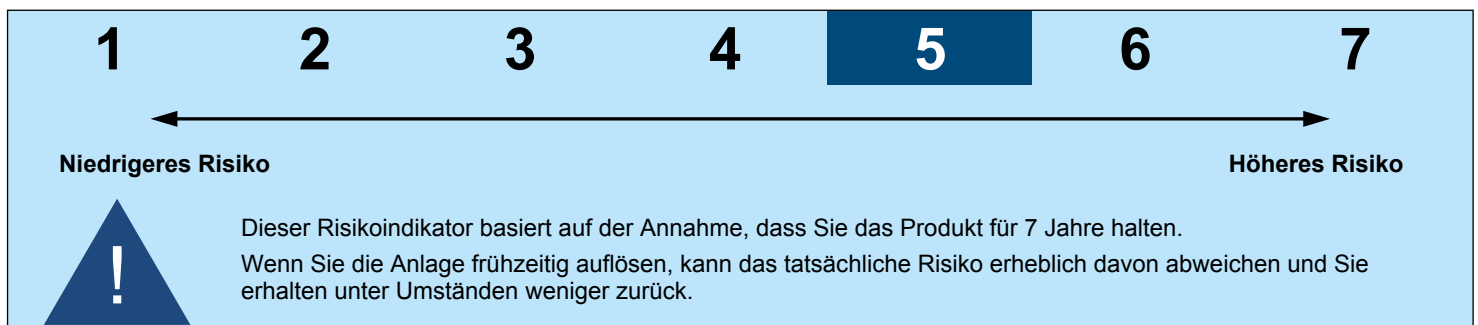 1 2 3 4 5 6 7
Niedrigeres Risiko Höheres Risiko
!
Dieser Risikoindikator basiert auf der Annahme, dass Sie das Produkt für 7 Jahre halten.
Wenn Sie die Anlage frühzeitig auflösen, kann das tatsächliche Risiko erheblich davon abweichen und Sie
erhalten unter Umständen weniger zurück.